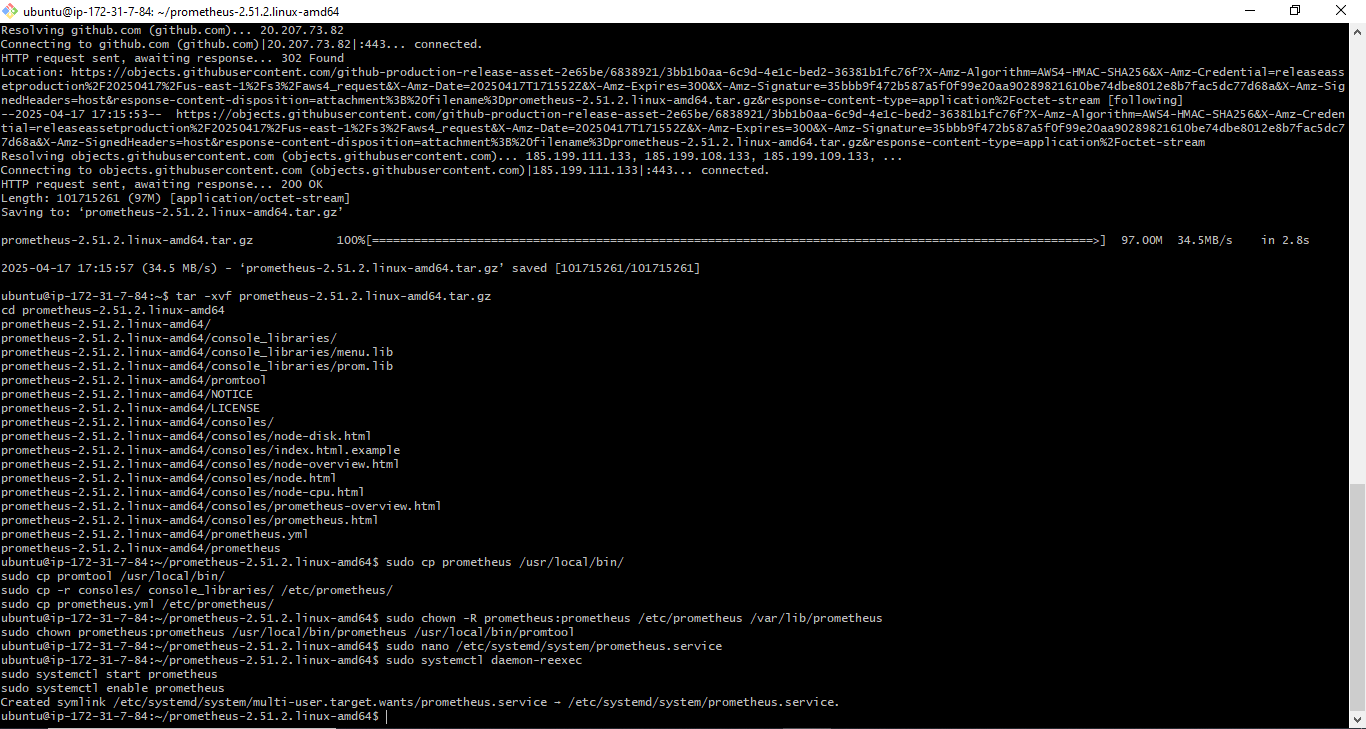 ubuntu@ip-172-31-7-84: ~/prometheus-2.51.2.linux-amd64
Resolving github.com (github.com)... 20.207.73.82
Connecting to github.com (github.com)|20.207.73.82|:443... connected.
HTTP request sent, awaiting response... 302 Found
Location: https://objects.githubusercontent.com/github-production-release-asset-2e65be/6838921/3bb1b0aa-6c9d-4e1c-bed2-36381b1fc76f?X-Amz-Algorithm=AWS4-HMAC-SHA256&X-Amz-Credential=releaseass
etproduction%2F20250417%2Fus-east-1%2Fs3%2Faws4_request&X-Amz-Date=20250417T171552Z&X-Amz-Expires=300&X-Amz-Signature=35bbb9f472b587a5f0f99e20aa90289821610be74dbe8012e8b7fac5dc77d68a&X-Amz-Sig
nedHeaders=host&response-content-disposition=attachment%3B%20filename%3Dprometheus-2.51.2.linux-amd64.tar.gz&response-content-type=application%2Foctet-stream [following]
--2025-04-17 17:15:53--  https://objects.githubusercontent.com/github-production-release-asset-2e65be/6838921/3bb1b0aa-6c9d-4e1c-bed2-36381b1fc76f?X-Amz-Algorithm=AWS4-HMAC-SHA256&X-Amz-Creden
tial=releaseassetproduction%2F20250417%2Fus-east-1%2Fs3%2Faws4_request&X-Amz-Date=20250417T171552Z&X-Amz-Expires=300&X-Amz-Signature=35bbb9f472b587a5f0f99e20aa90289821610be74dbe8012e8b7fac5dc7
7d68a&X-Amz-SignedHeaders=host&response-content-disposition=attachment%3B%20filename%3Dprometheus-2.51.2.linux-amd64.tar.gz&response-content-type=application%2Foctet-stream
Resolving objects.githubusercontent.com (objects.githubusercontent.com)... 185.199.111.133, 185.199.108.133, 185.199.109.133, ...
Connecting to objects.githubusercontent.com (objects.githubusercontent.com)|185.199.111.133|:443... connected.
HTTP request sent, awaiting response... 200 OK
Length: 101715261 (97M) [application/octet-stream]
Saving to: ‘prometheus-2.51.2.linux-amd64.tar.gz’
prometheus-2.51.2.linux-amd64.tar.gz            100%[=======================================================================================================>]  97.00M  34.5MB/s    in 2.8s
2025-04-17 17:15:57 (34.5 MB/s) - ‘prometheus-2.51.2.linux-amd64.tar.gz’ saved [101715261/101715261]
ubuntu@ip-172-31-7-84:~$ tar -xvf prometheus-2.51.2.linux-amd64.tar.gz
cd prometheus-2.51.2.linux-amd64
prometheus-2.51.2.linux-amd64/
prometheus-2.51.2.linux-amd64/console_libraries/
prometheus-2.51.2.linux-amd64/console_libraries/menu.lib
prometheus-2.51.2.linux-amd64/console_libraries/prom.lib
prometheus-2.51.2.linux-amd64/promtool
prometheus-2.51.2.linux-amd64/NOTICE
prometheus-2.51.2.linux-amd64/LICENSE
prometheus-2.51.2.linux-amd64/consoles/
prometheus-2.51.2.linux-amd64/consoles/node-disk.html
prometheus-2.51.2.linux-amd64/consoles/index.html.example
prometheus-2.51.2.linux-amd64/consoles/node-overview.html
prometheus-2.51.2.linux-amd64/consoles/node.html
prometheus-2.51.2.linux-amd64/consoles/node-cpu.html
prometheus-2.51.2.linux-amd64/consoles/prometheus-overview.html
prometheus-2.51.2.linux-amd64/consoles/prometheus.html
prometheus-2.51.2.linux-amd64/prometheus.yml
prometheus-2.51.2.linux-amd64/prometheus
ubuntu@ip-172-31-7-84:~/prometheus-2.51.2.linux-amd64$ sudo cp prometheus /usr/local/bin/
sudo cp promtool /usr/local/bin/
sudo cp -r consoles/ console_libraries/ /etc/prometheus/
sudo cp prometheus.yml /etc/prometheus/
ubuntu@ip-172-31-7-84:~/prometheus-2.51.2.linux-amd64$ sudo chown -R prometheus:prometheus /etc/prometheus /var/lib/prometheus
sudo chown prometheus:prometheus /usr/local/bin/prometheus /usr/local/bin/promtool
ubuntu@ip-172-31-7-84:~/prometheus-2.51.2.linux-amd64$ sudo nano /etc/systemd/system/prometheus.service
ubuntu@ip-172-31-7-84:~/prometheus-2.51.2.linux-amd64$ sudo systemctl daemon-reexec
sudo systemctl start prometheus
sudo systemctl enable prometheus
Created symlink /etc/systemd/system/multi-user.target.wants/prometheus.service → /etc/systemd/system/prometheus.service.
ubuntu@ip-172-31-7-84:~/prometheus-2.51.2.linux-amd64$